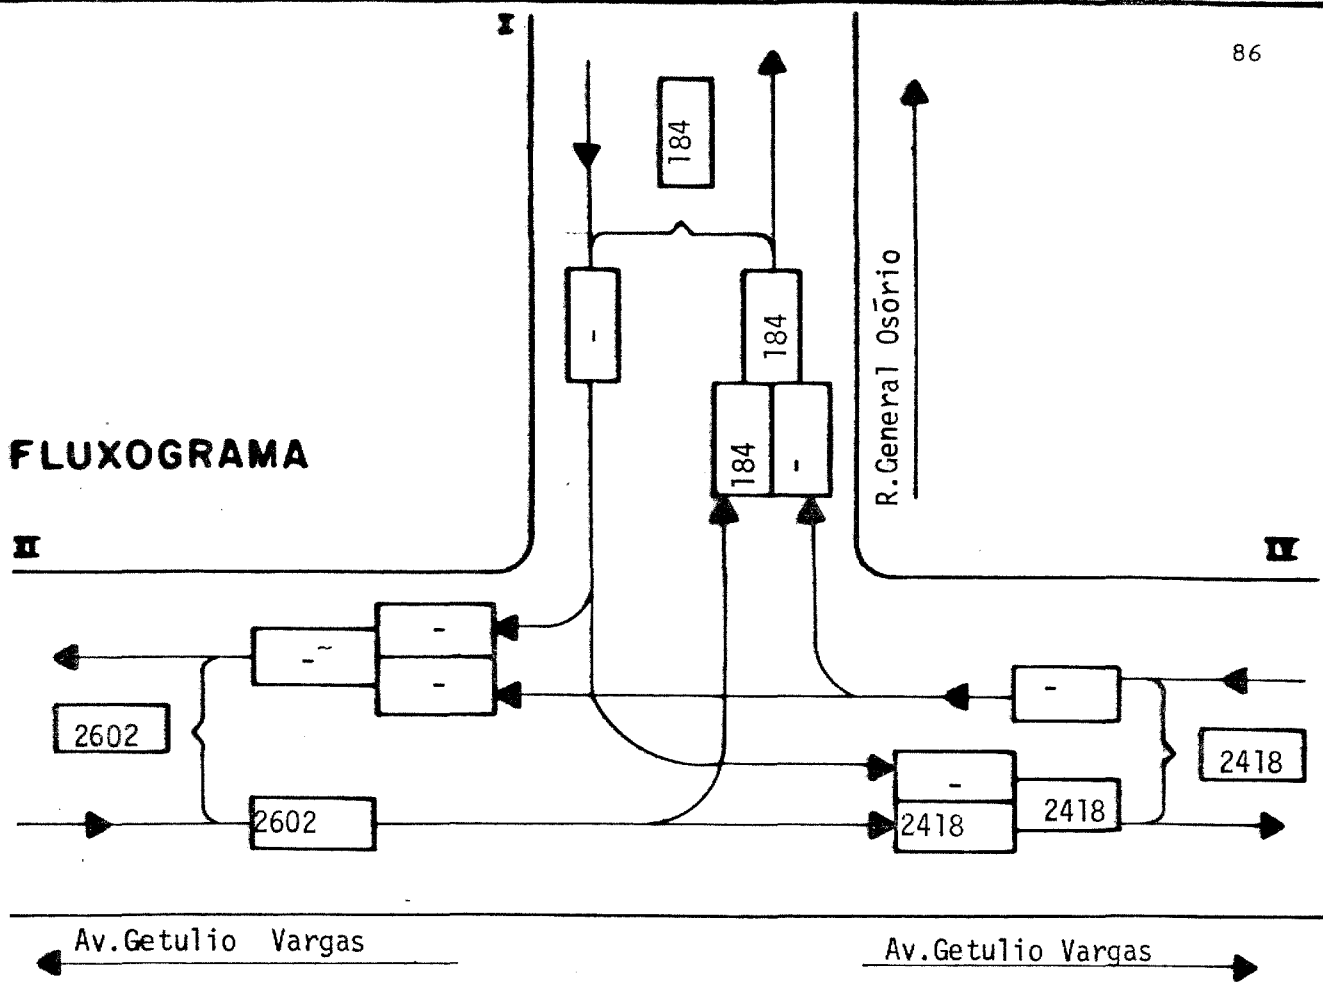 I
86
184
-
184
R.General Osório
184
-
FLUXOGRAMA
II
IV
-
-~
-
-
2602
2418
-
2418
2602
2418
2418
Av.Getulio Vargas
Av.Getulio Vargas